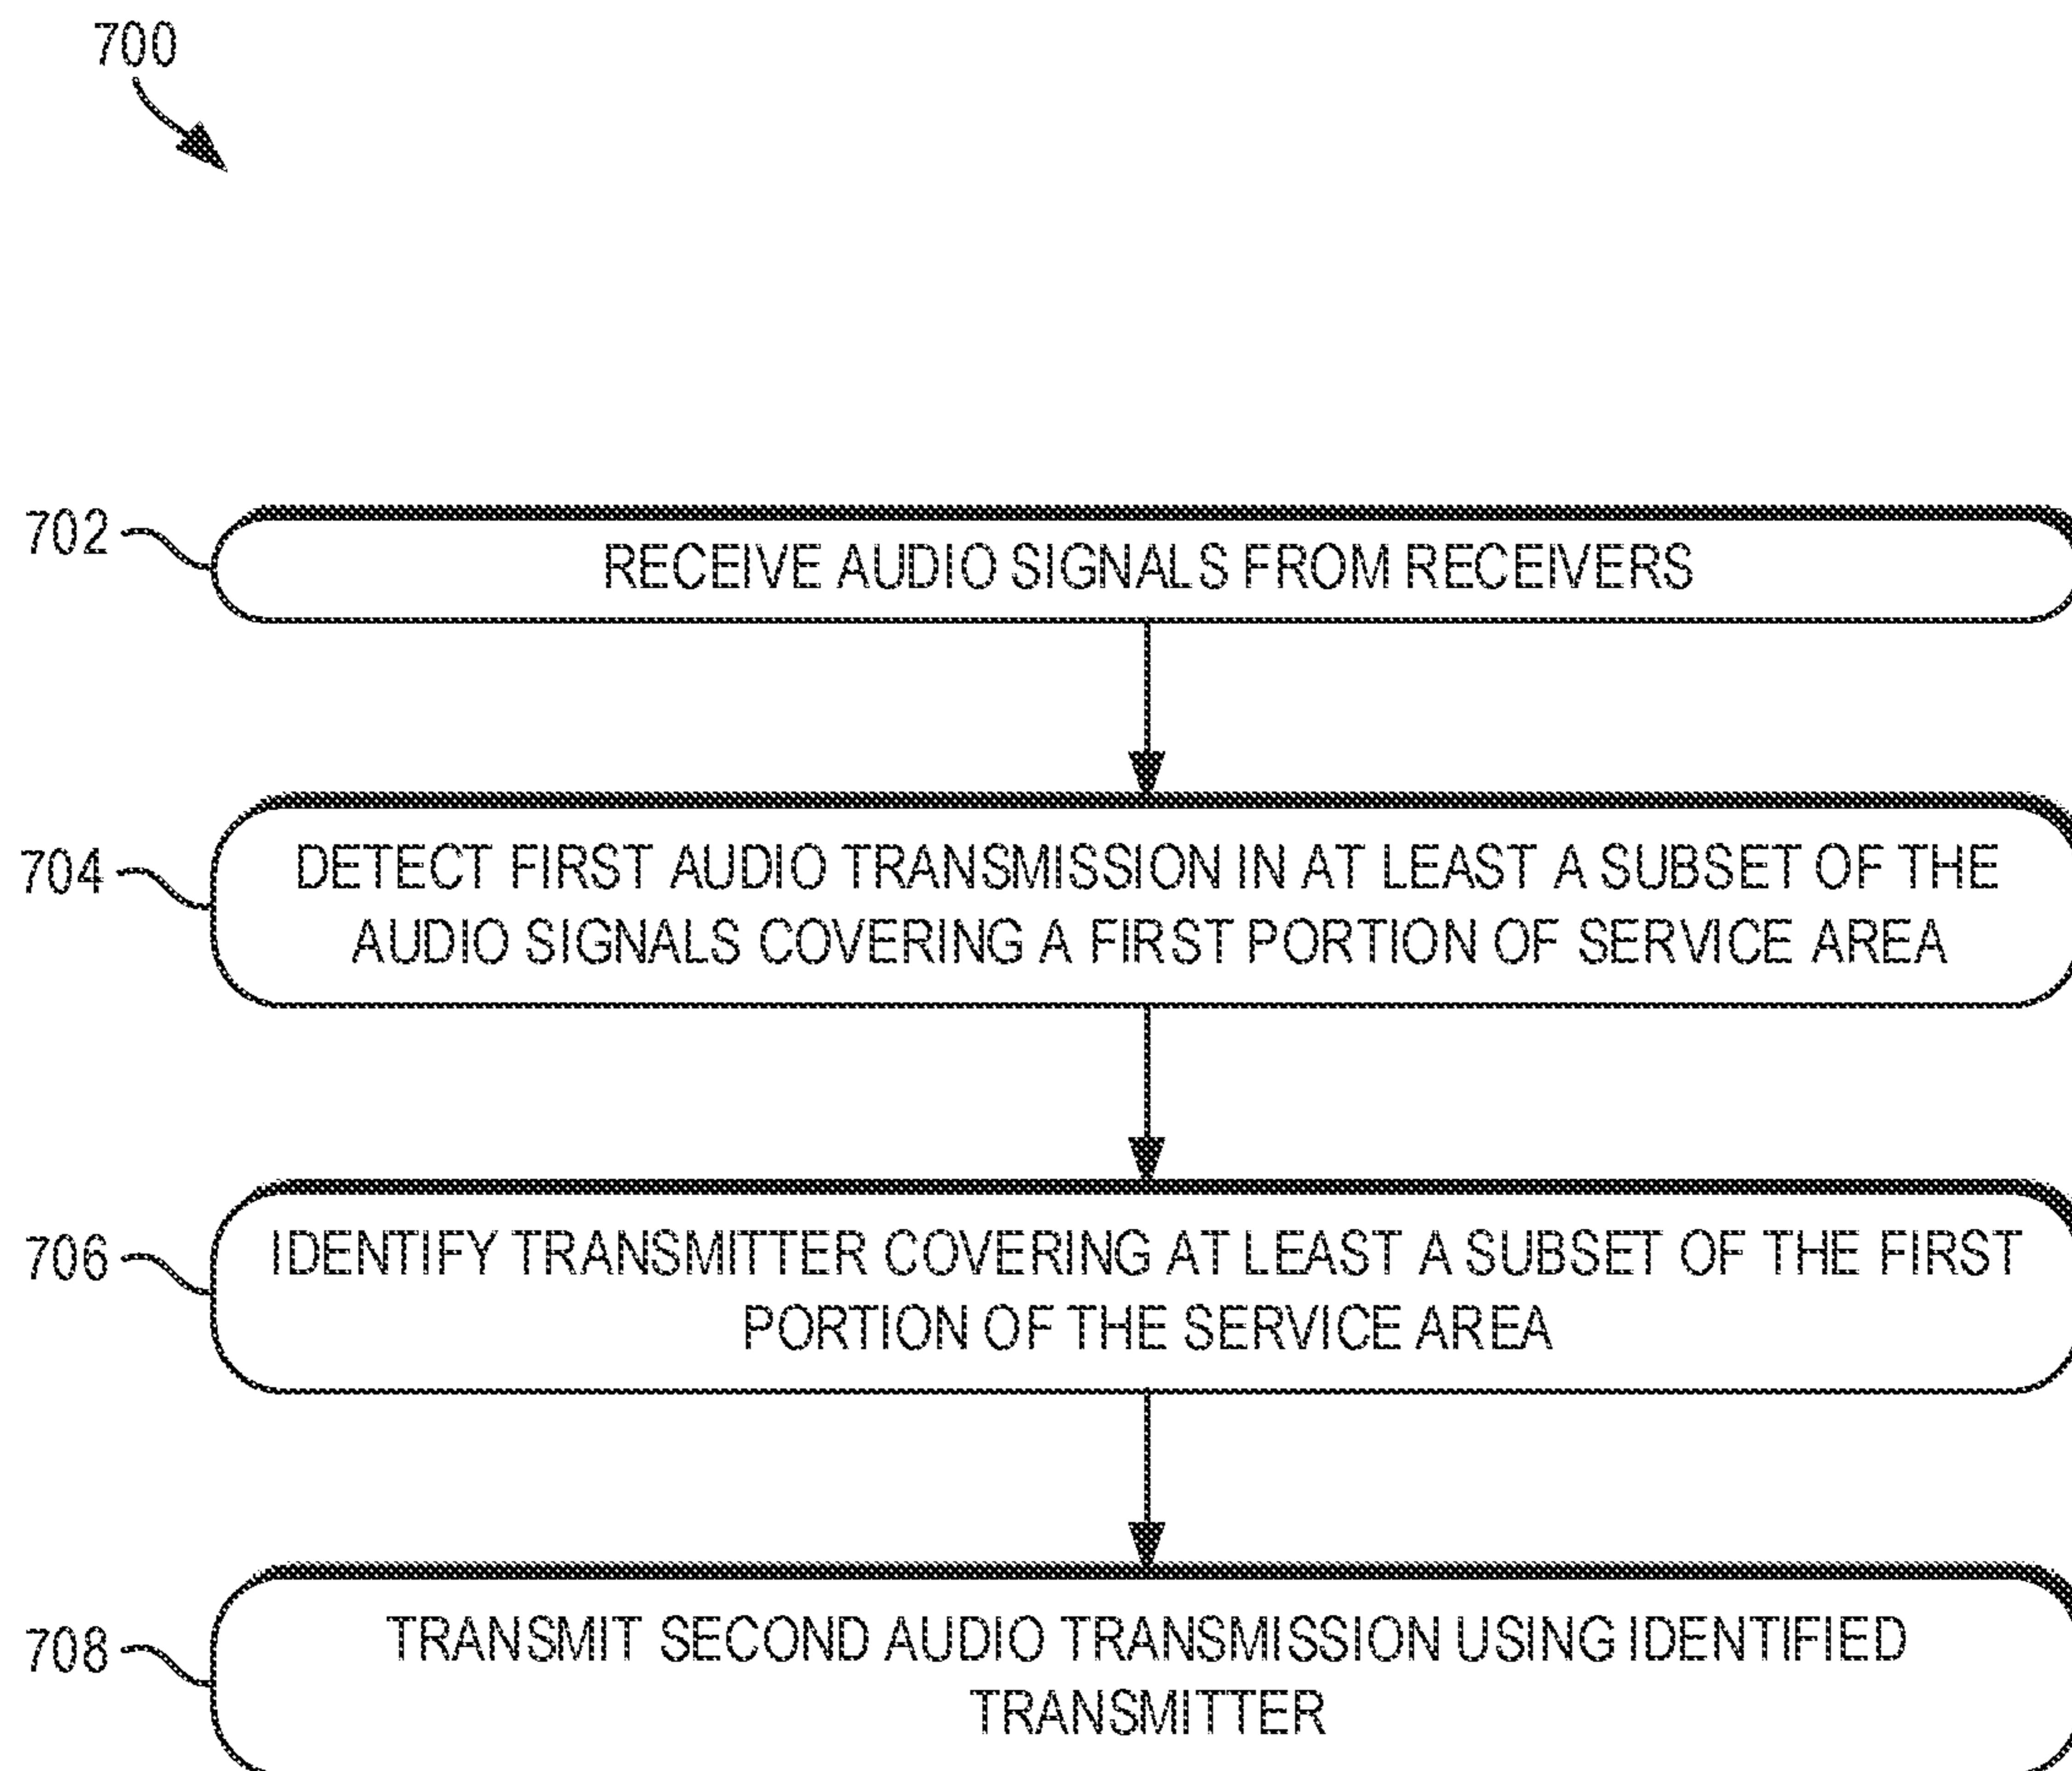 700
702
RECEIVE AUDIO SIGNALS FROM RECEIVERS
704
DETECT FIRST AUDIO TRANSMISSION IN AT LEAST A SUBSET OF THE
AUDIO SIGNALS COVERING A FIRST PORTION OF SERVICE AREA
706
IDENTIFY TRANSMITTER COVERING AT LEAST A SUBSET OF THE FIRST
PORTION OF THE SERVICE AREA
708
TRANSMIT SECOND AUDIO TRANSMISSION USING IDENTIFIED
TRANSMITTER